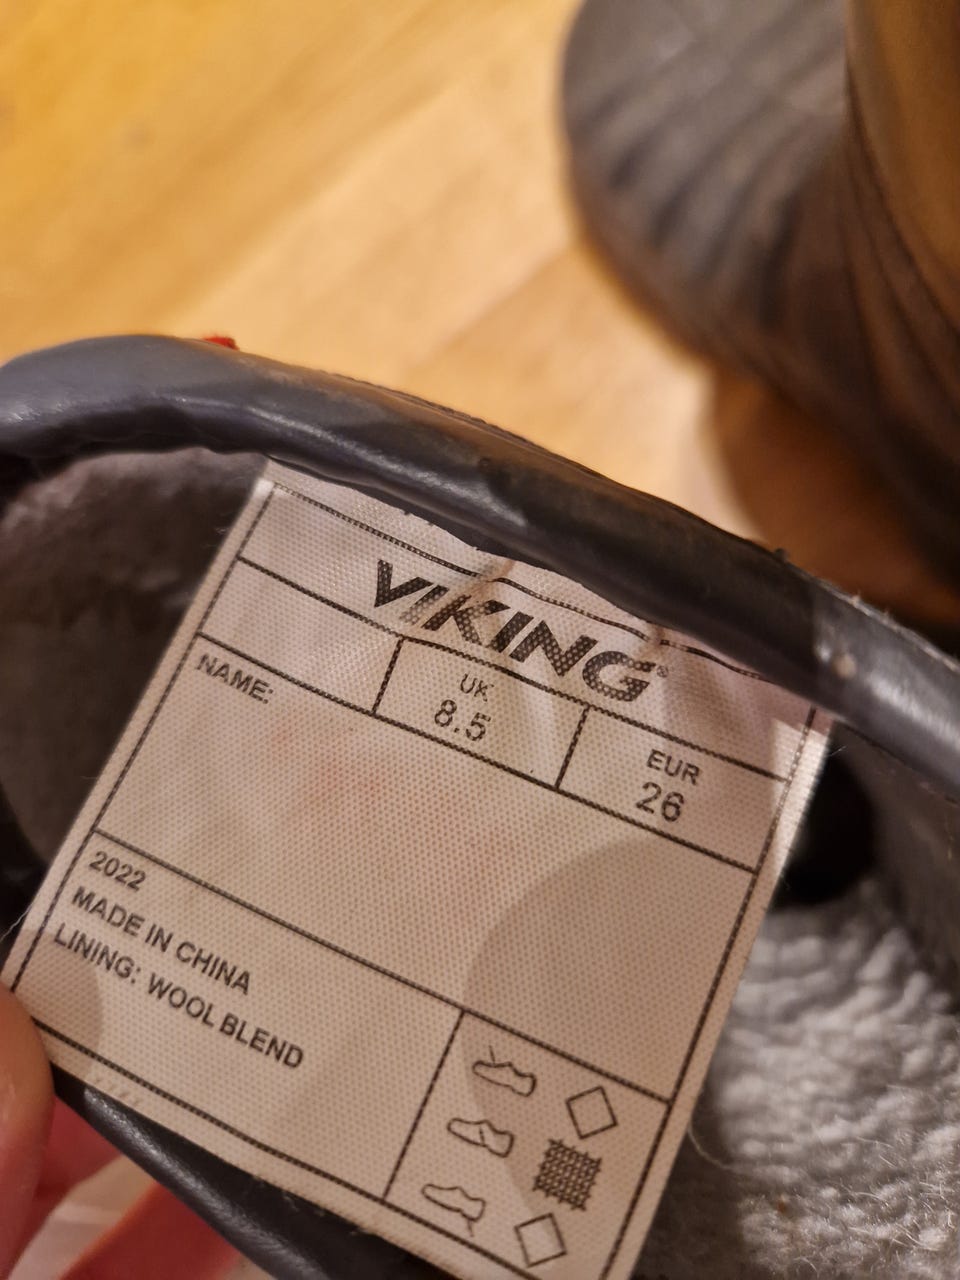 VIKING®
UK
8.5
EUR
26
NAME:
2022
MADE IN CHINA
LINING: WOOL BLEND